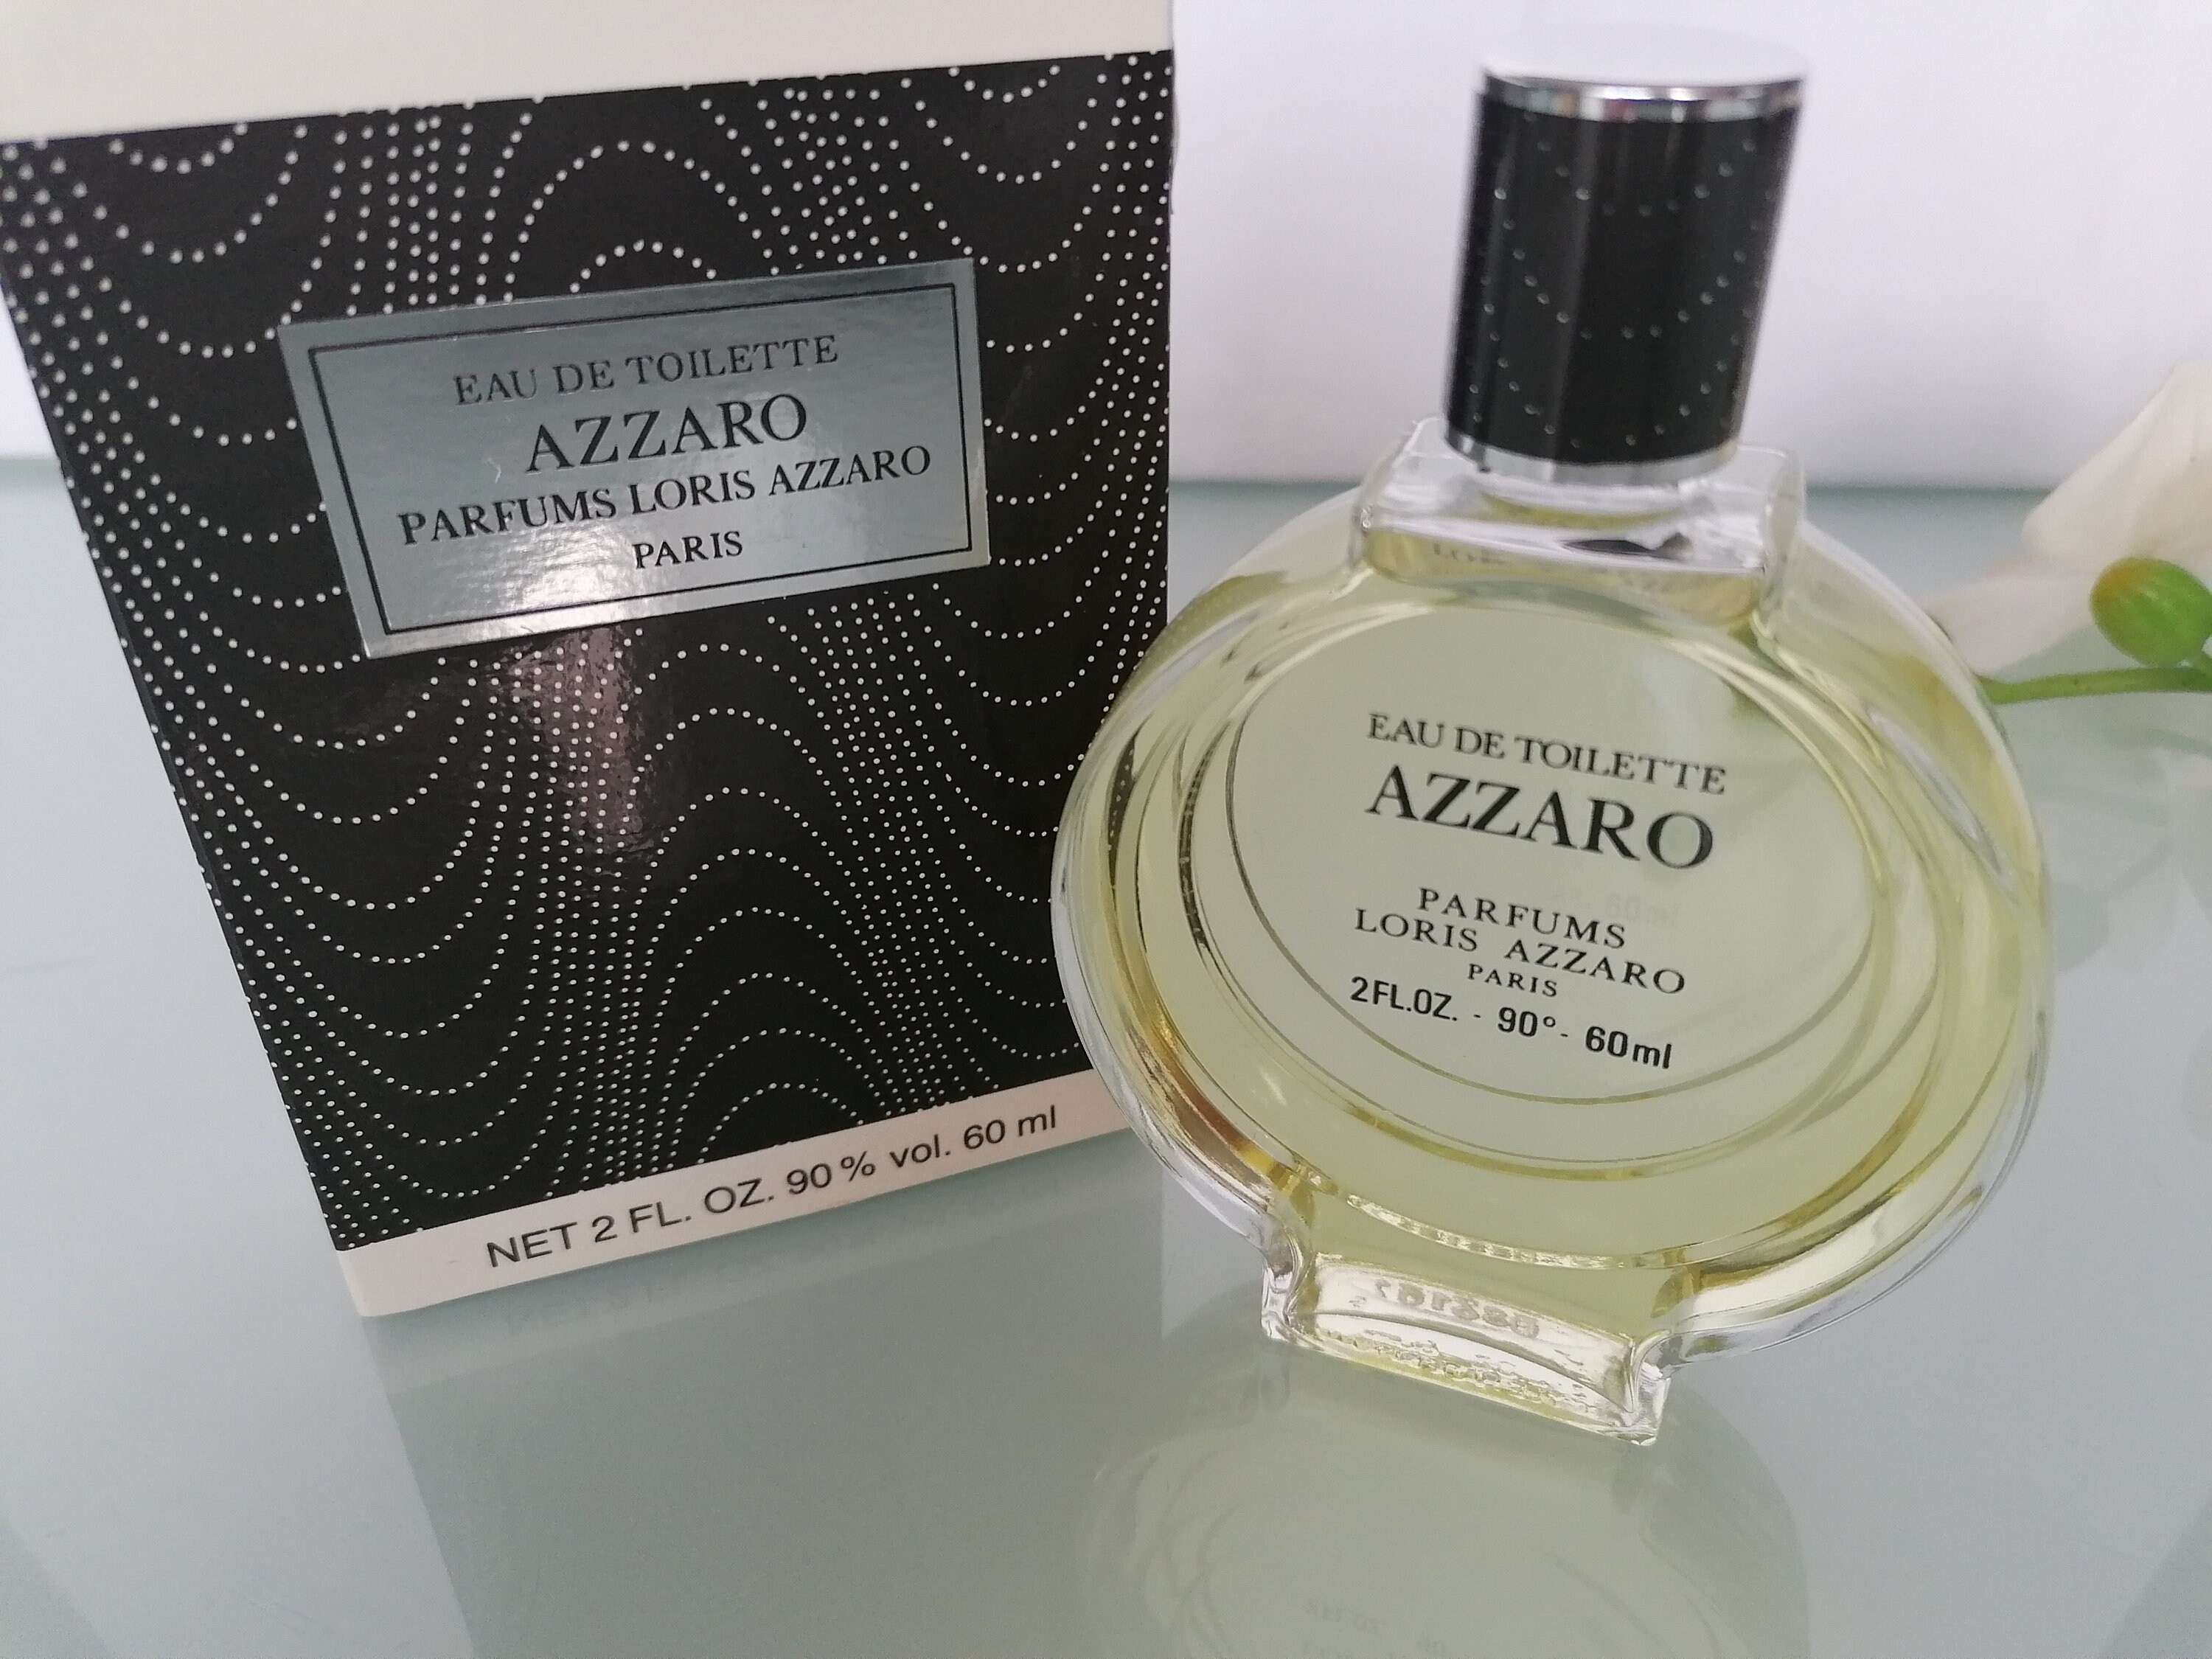 EAU DE TOILETTE
AZZARO
PARFUMS LORIS AZZARO
PARIS
NET 2 FL. OZ. 90% vol. 60 ml
EAU DE TOILETTE
AZZARO
PARFUMS
LORIS AZZARO
PARIS
2FL.OZ. - 90°- 60ml